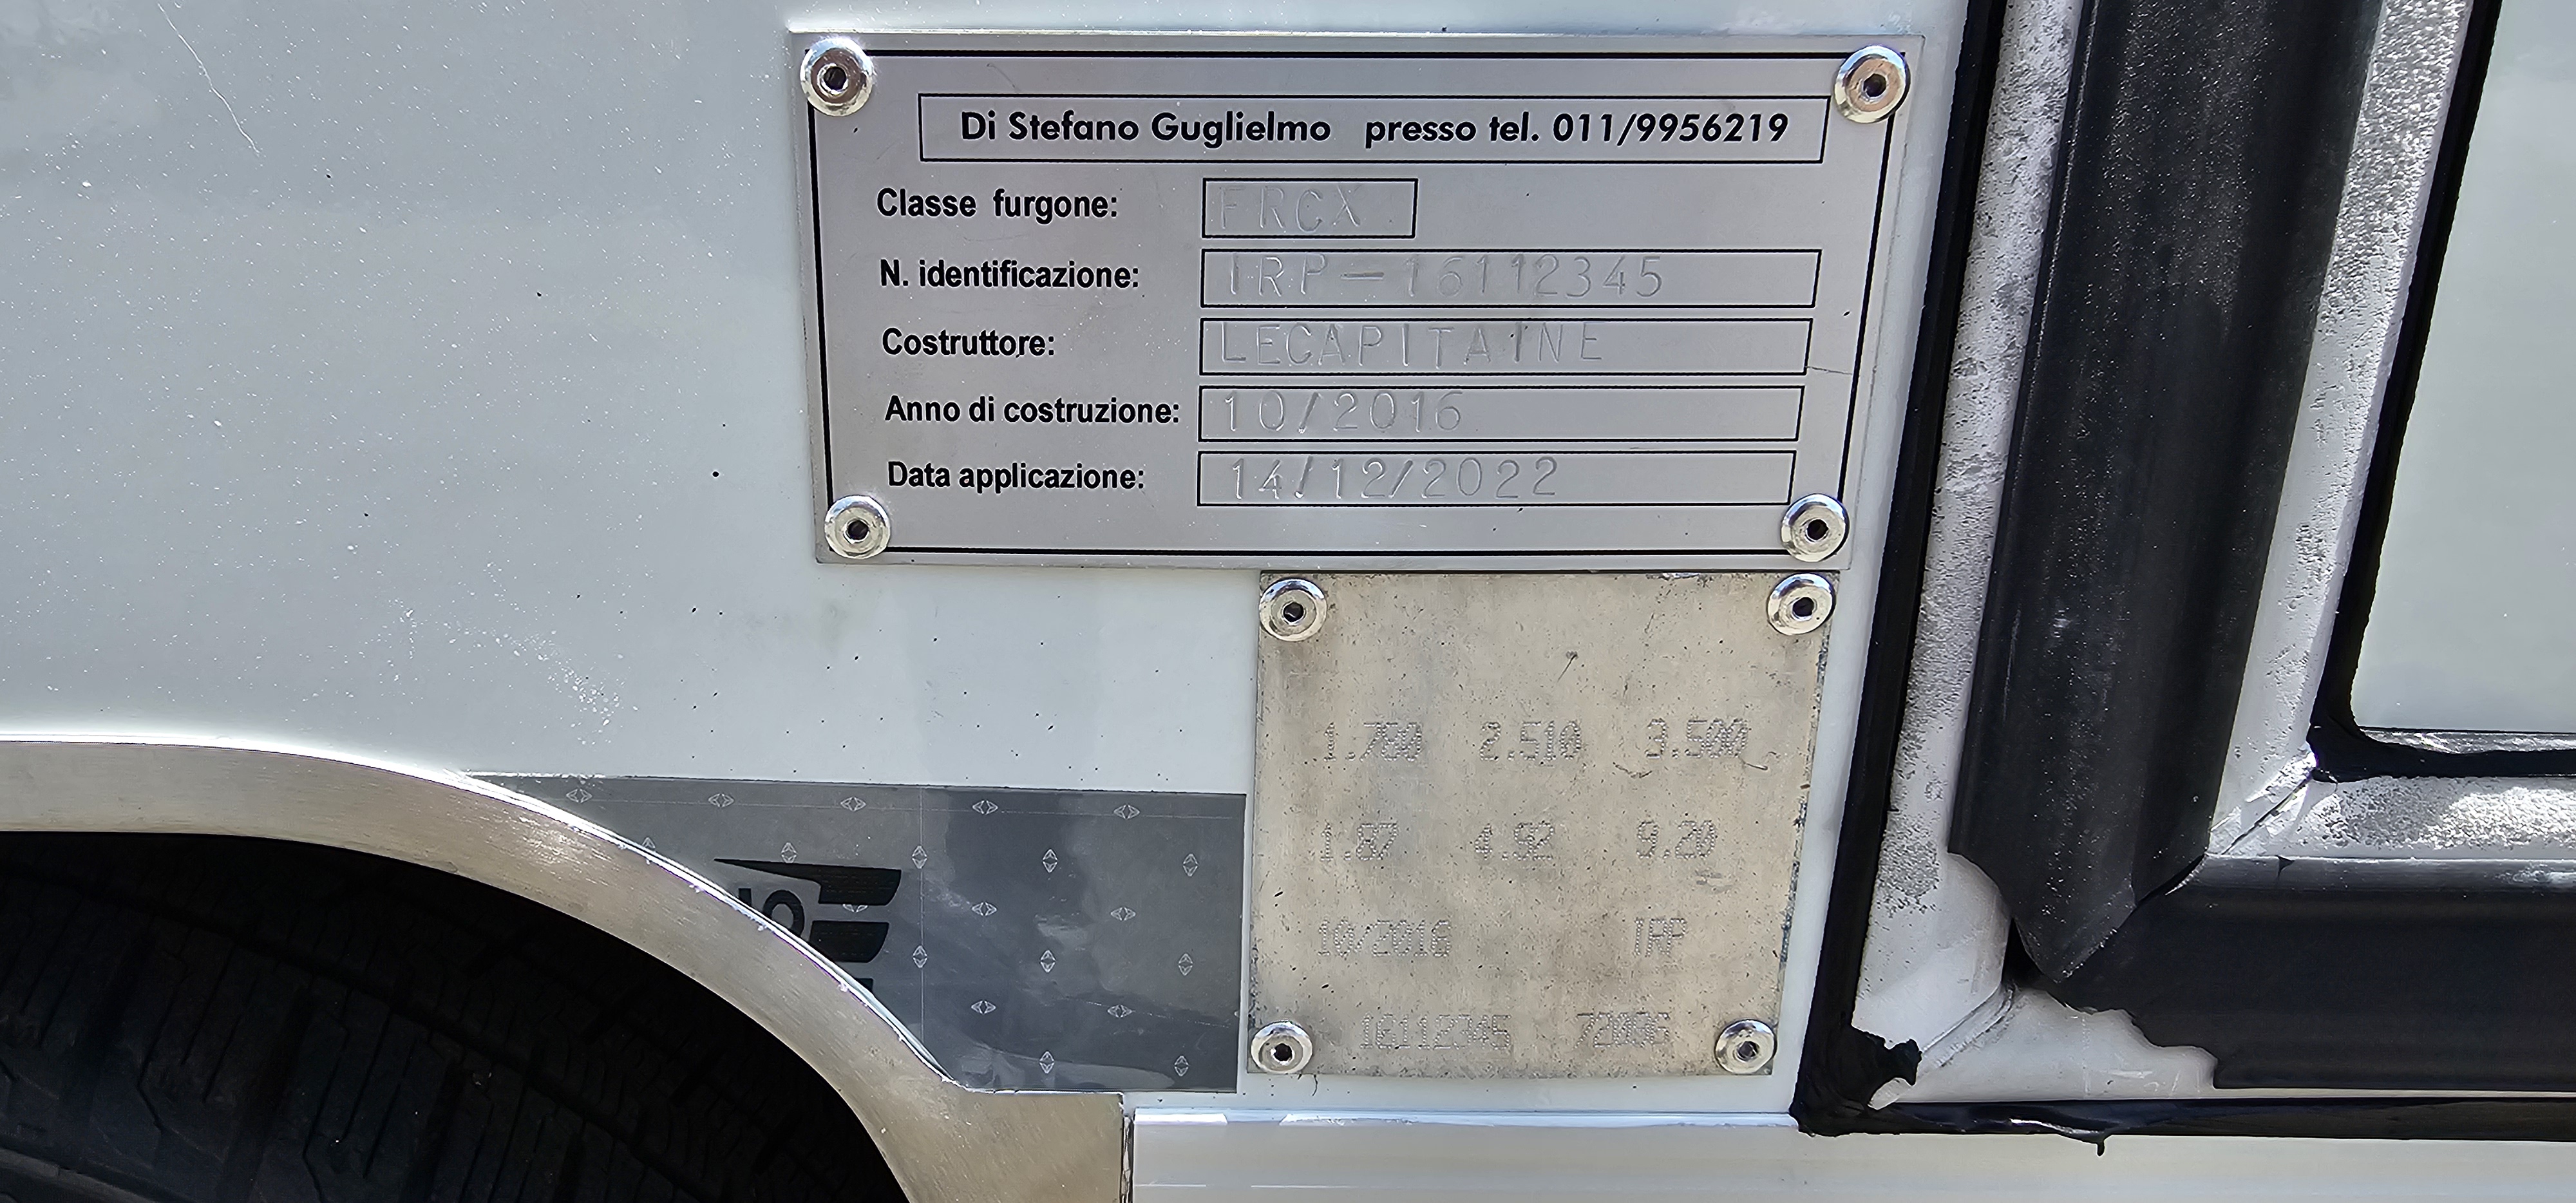 Di Stefano Guglielmo presso tel. 011/9956219
Classe furgone: FRCX
N. identificazione: IRP-16112345
Costruttore: LECAPITAINE
Anno di costruzione: 10/2016
Data applicazione: 14/12/2022
1.780 2.510 3.500
1.87 4.92 9.20
10/2016 IRP
16112345